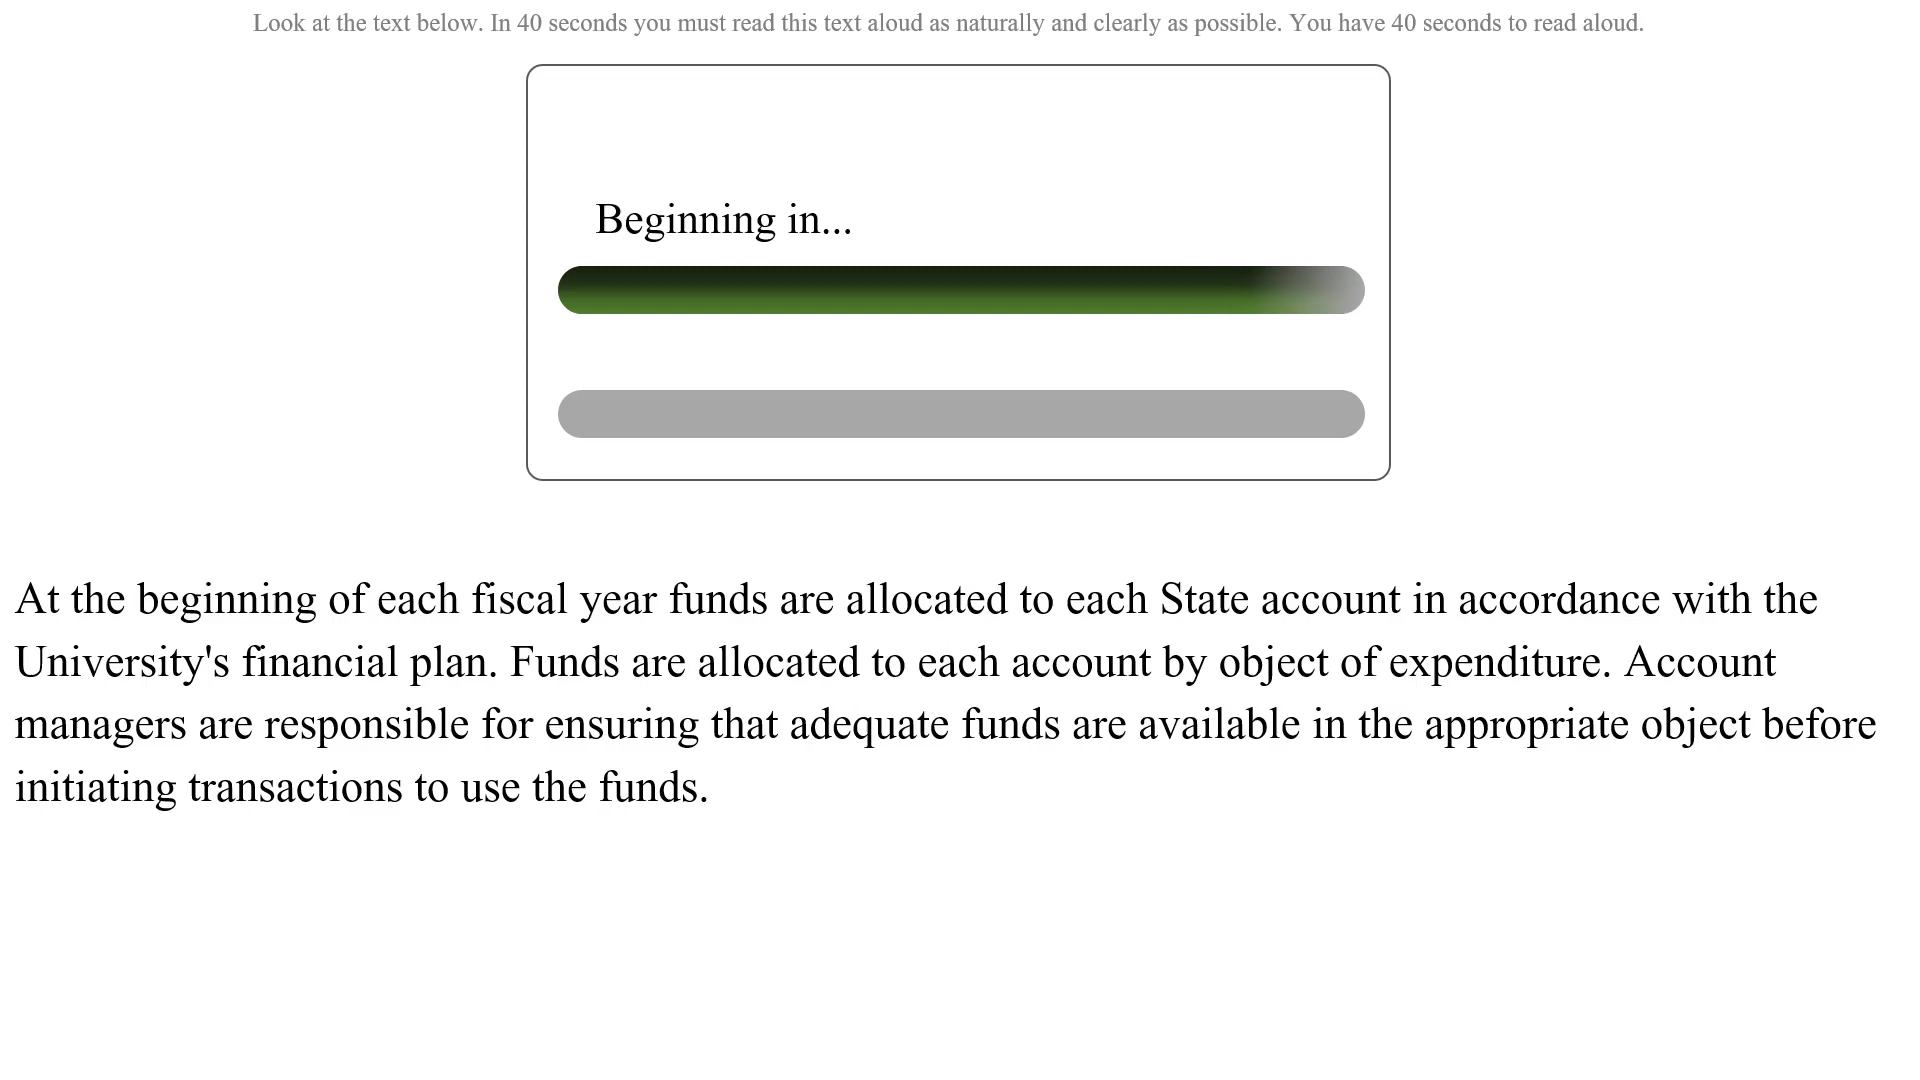 Look at the text below. In 40 seconds you must read this text aloud as naturally and clearly as possible. You have 40 seconds to read aloud.
Beginning in...
At the beginning of each fiscal year funds are allocated to each State account in accordance with the
University's financial plan. Funds are allocated to each account by object of expenditure. Account
managers are responsible for ensuring that adequate funds are available in the appropriate object before
initiating transactions to use the funds.